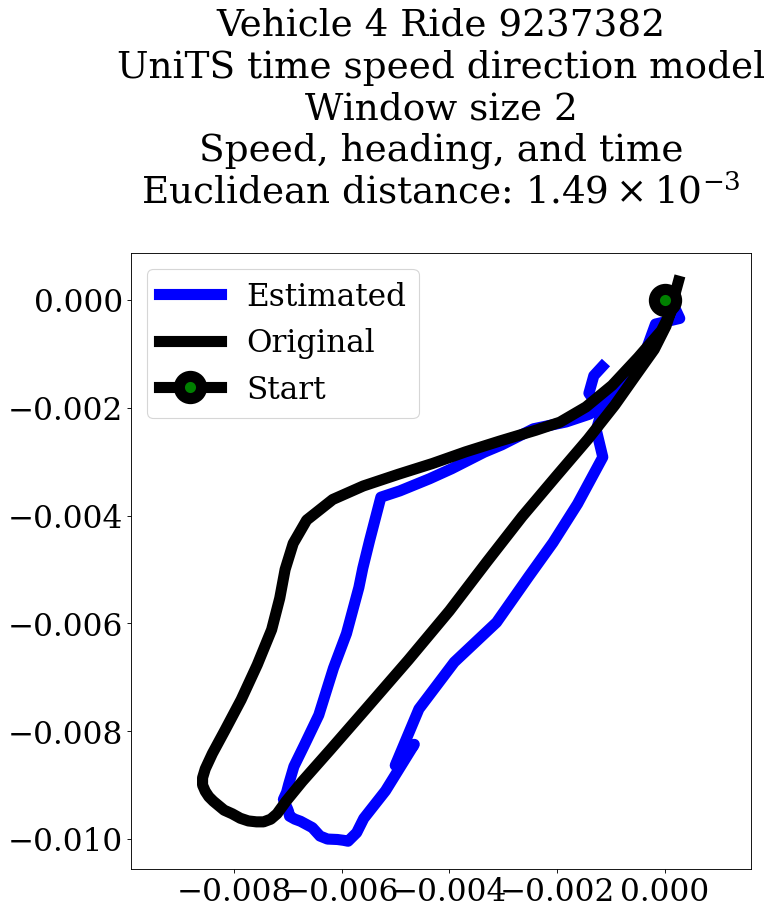 Vehicle 4 Ride 9237382
UniTS time speed direction model
Window size 2
Speed, heading, and time
Euclidean distance: 1.49 × 10⁻³
Estimated
Original
Start
0.000
−0.002
−0.004
−0.006
−0.008
−0.010
−0.008 −0.006 −0.004 −0.002 0.000